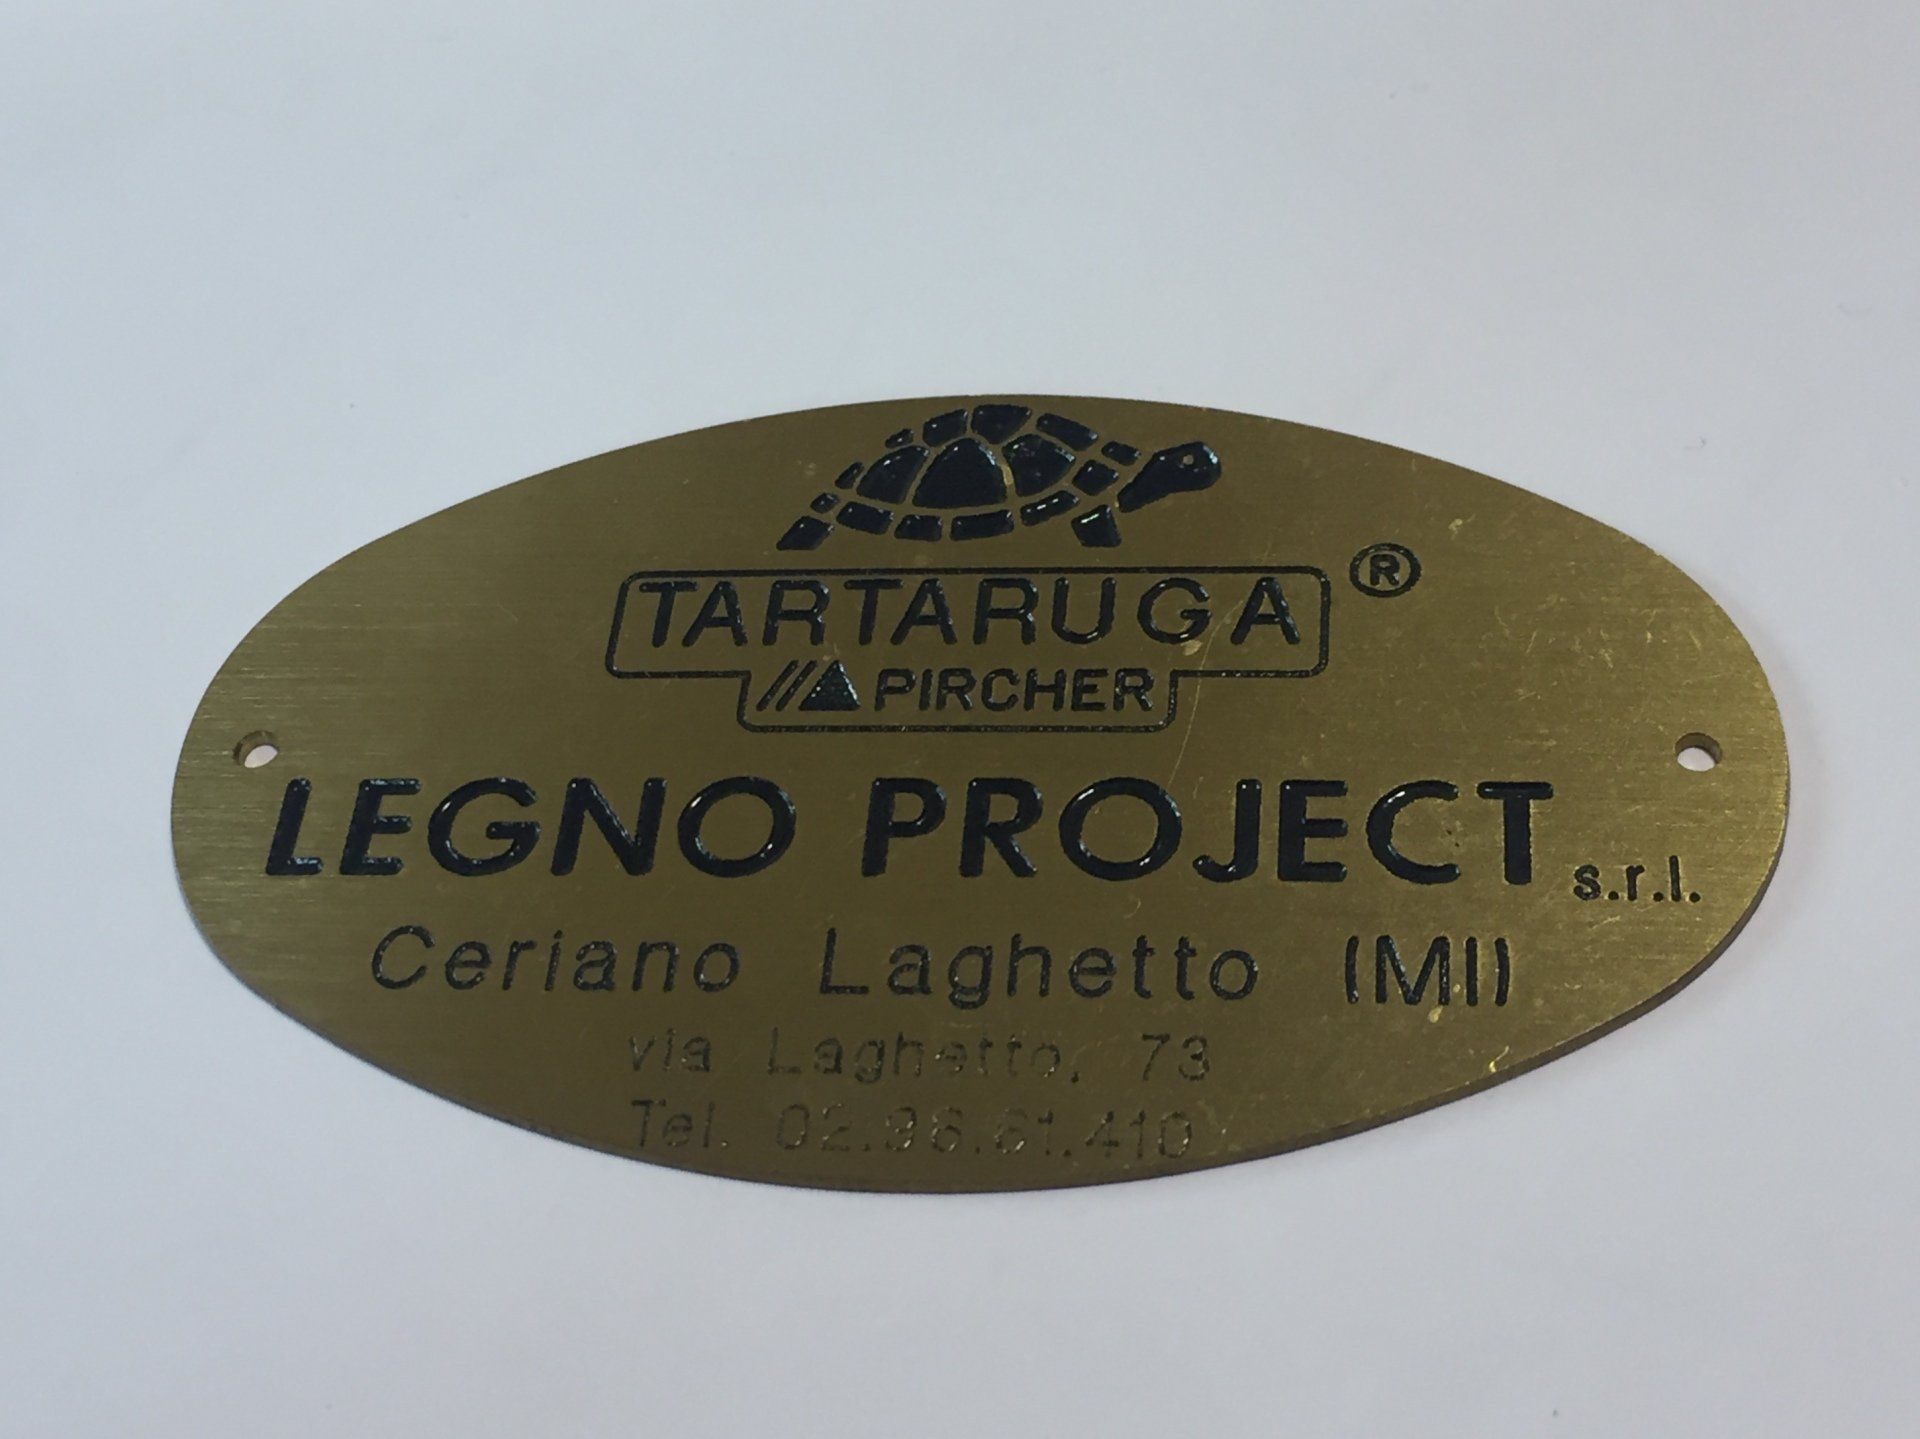 TARTARUGA ®
PIRCHER
LEGNO PROJECT s.r.l.
Ceriano Laghetto (MI)
via Laghetto, 73
Tel. 02.96.61.410